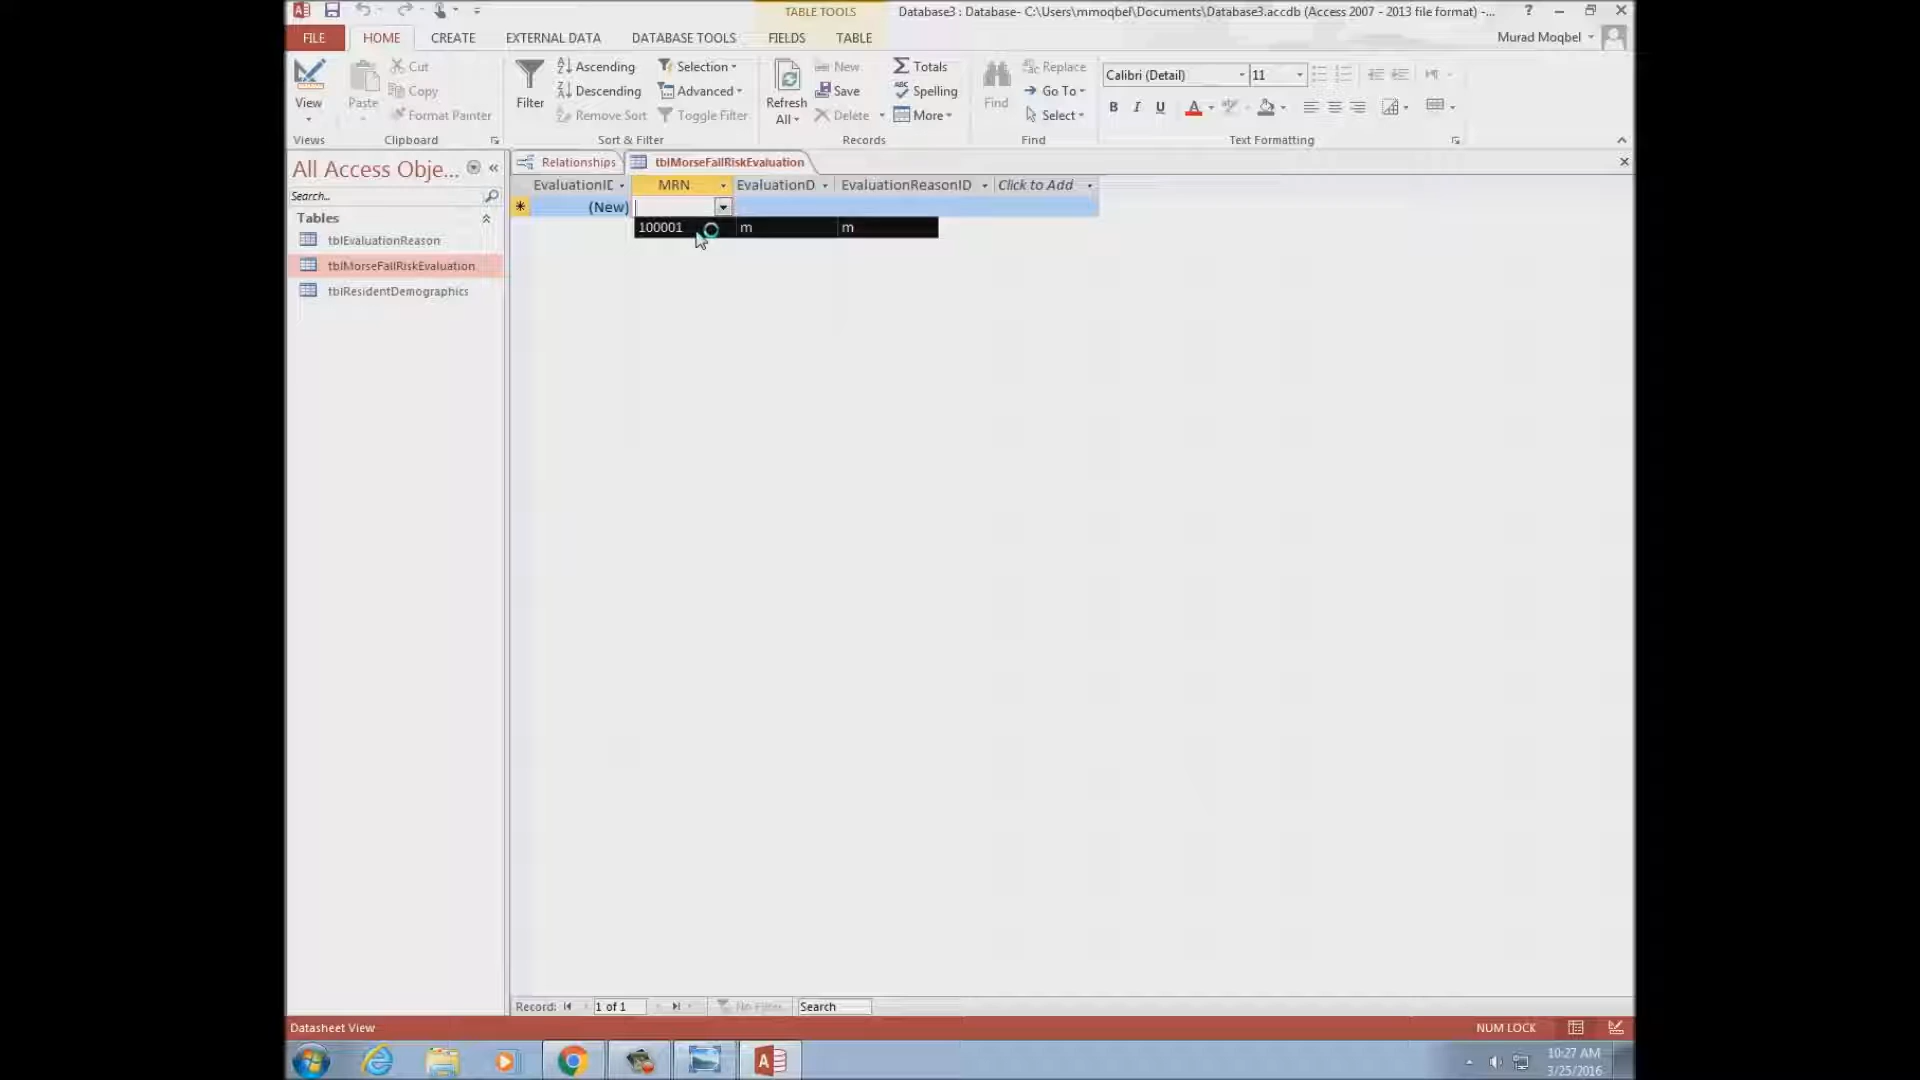 TABLE TOOLS
Database3 : Database- C:\Users\mmoqbel\Documents\Database3.accdb (Access 2007 - 2013 file format) -...
?
FILE HOME CREATE EXTERNAL DATA DATABASE TOOLS FIELDS TABLE
Murad Moqbel
View
Paste
Cut
Copy
Format Painter
Filter
Ascending
Descending
Remove Sort
Selection
Advanced
Toggle Filter
Refresh
All
New
Save
Delete
Totals
Spelling
More
Find
Replace
Go To
Select
Calibri (Detail) 11
B I U A
Views Clipboard Sort & Filter Records Find Text Formatting
All Access Obje...
Search...
Tables
tblEvaluationReason
tblMorseFallRiskEvaluation
tblResidentDemographics
Relationships tblMorseFallRiskEvaluation
EvaluationID MRN EvaluationD EvaluationReasonID Click to Add
(New)
100001 m m
Record: 1 of 1 No Filter Search
Datasheet View
NUM LOCK
10:27 AM
3/25/2016